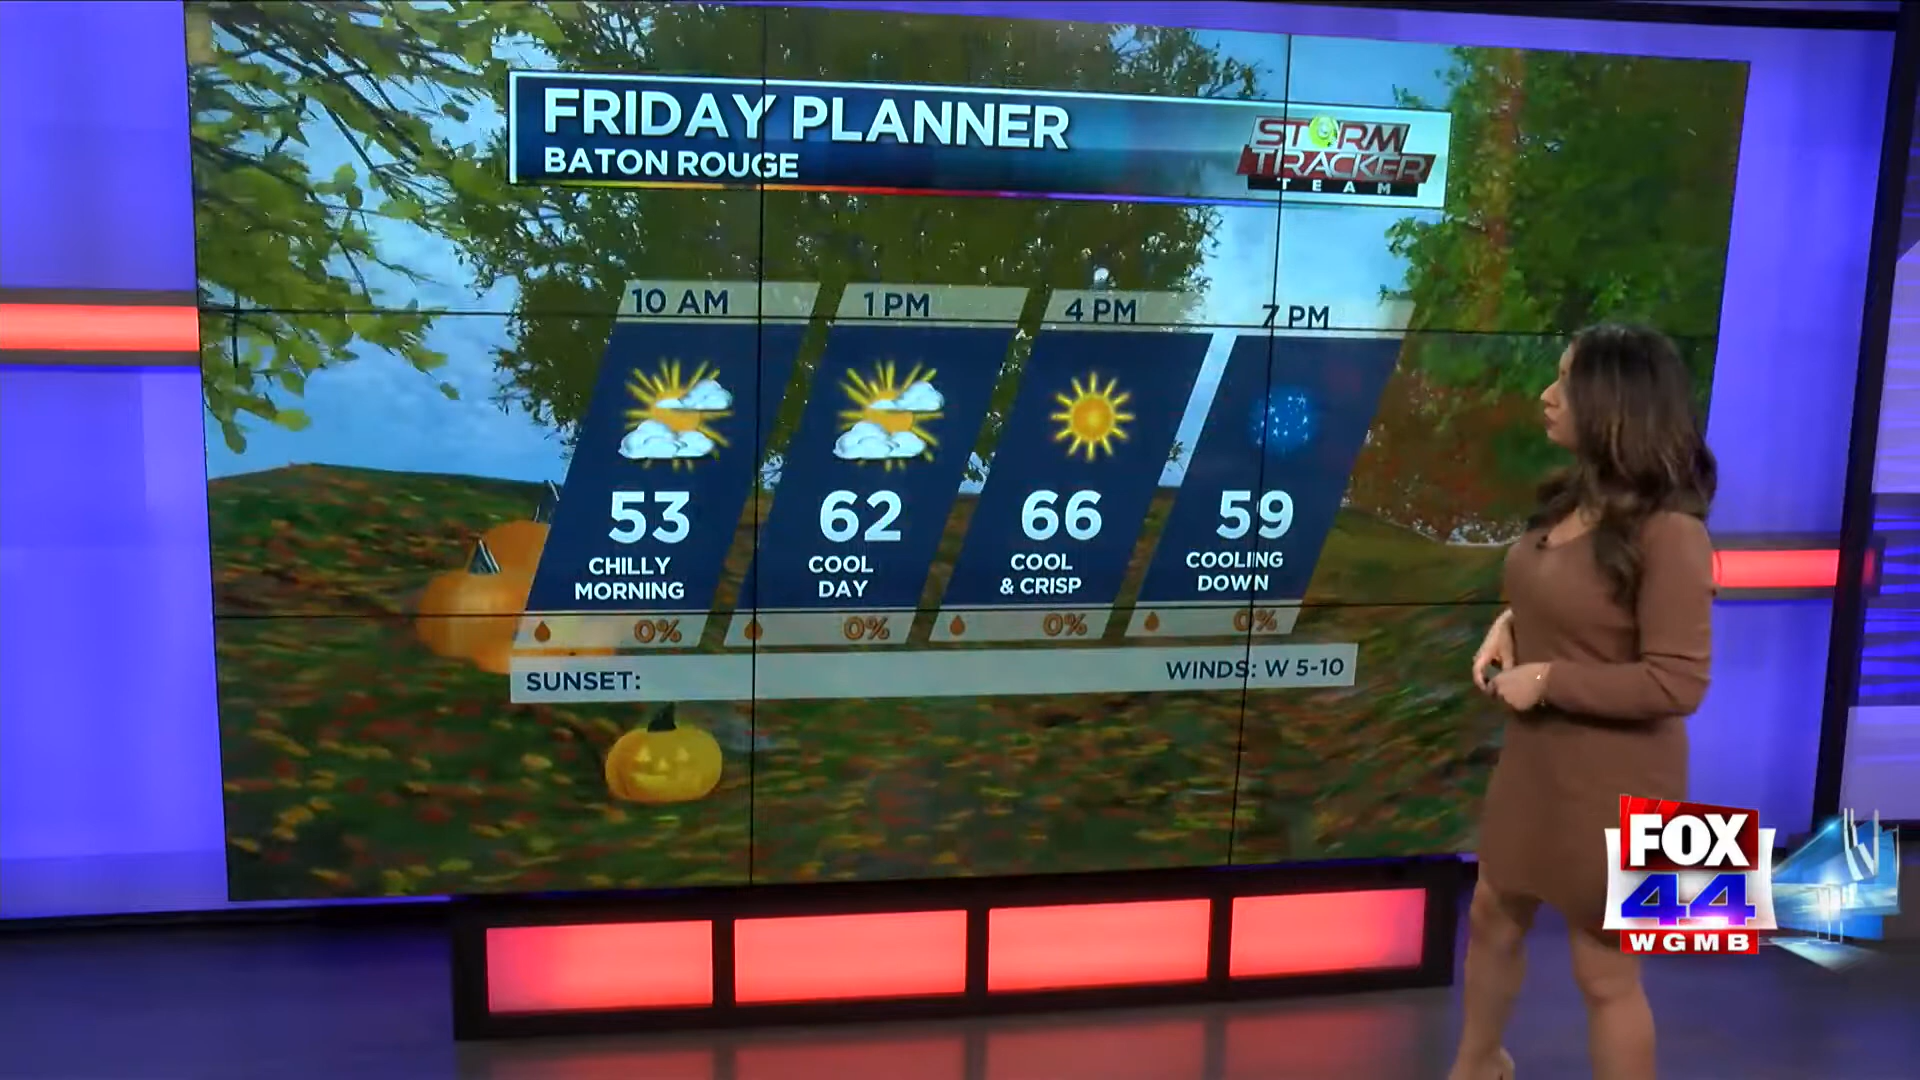 FRIDAY PLANNER
BATON ROUGE
STORM
TRACKER
TEAM
10 AM
1 PM
4 PM
7 PM
53
62
66
59
CHILLY
MORNING
COOL
DAY
COOL
& CRISP
COOLING
DOWN
0%
0%
0%
0%
SUNSET:
WINDS: W 5-10
FOX
44
WGMB